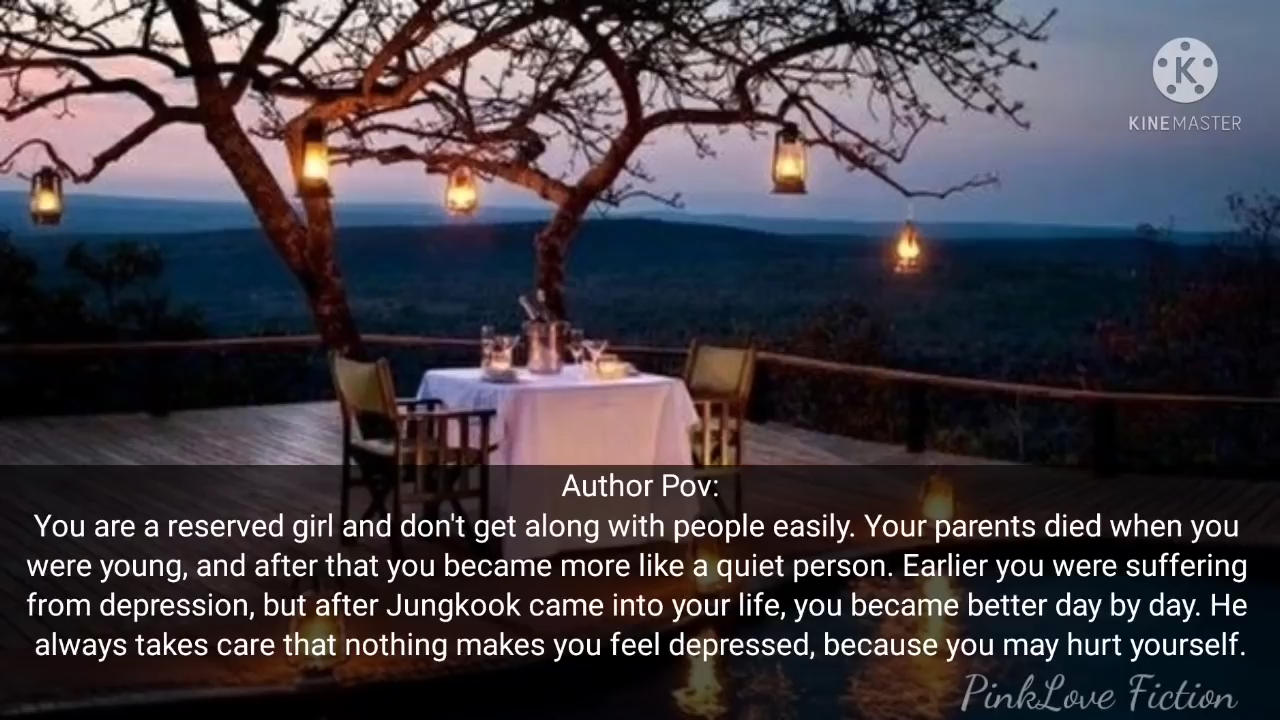 K
KINEMASTER
Author Pov:
You are a reserved girl and don't get along with people easily. Your parents died when you
were young, and after that you became more like a quiet person. Earlier you were suffering
from depression, but after Jungkook came into your life, you became better day by day. He
always takes care that nothing makes you feel depressed, because you may hurt yourself.
PinkLove Fiction